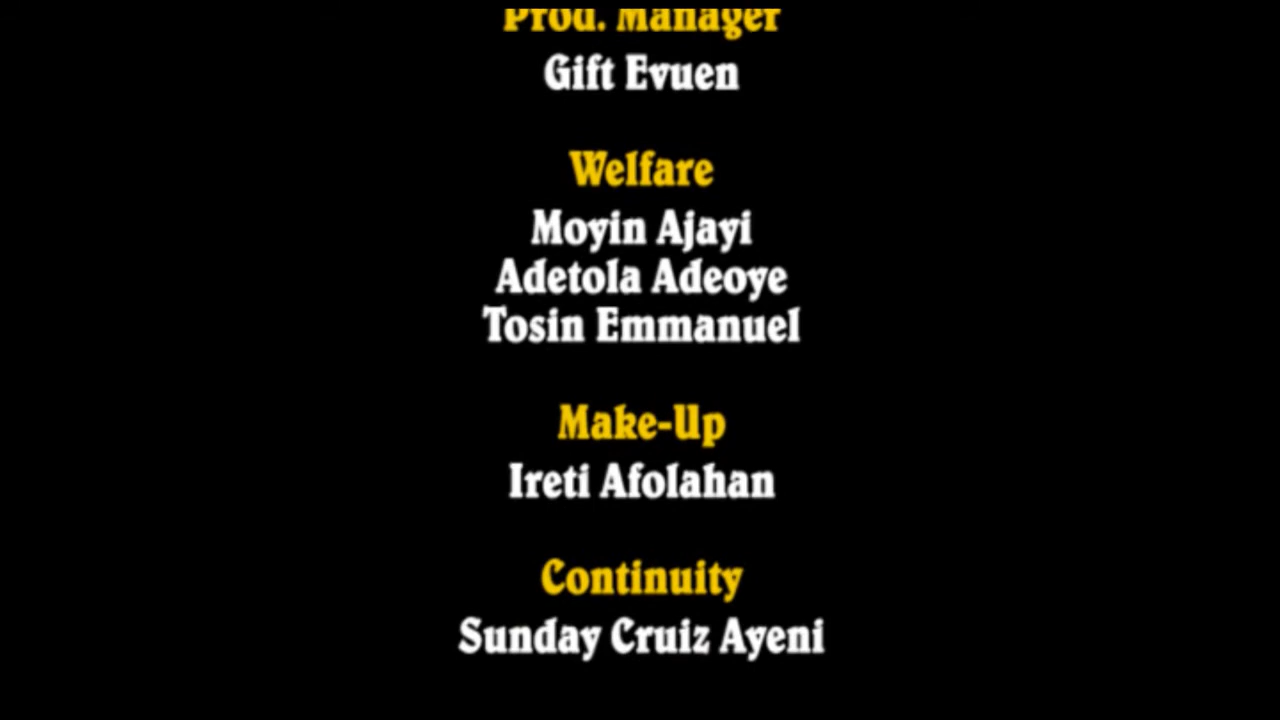 Prod. Manager
Gift Evuen
Welfare
Moyin Ajayi
Adetola Adeoye
Tosin Emmanuel
Make-Up
Ireti Afolahan
Continuity
Sunday Cruiz Ayeni